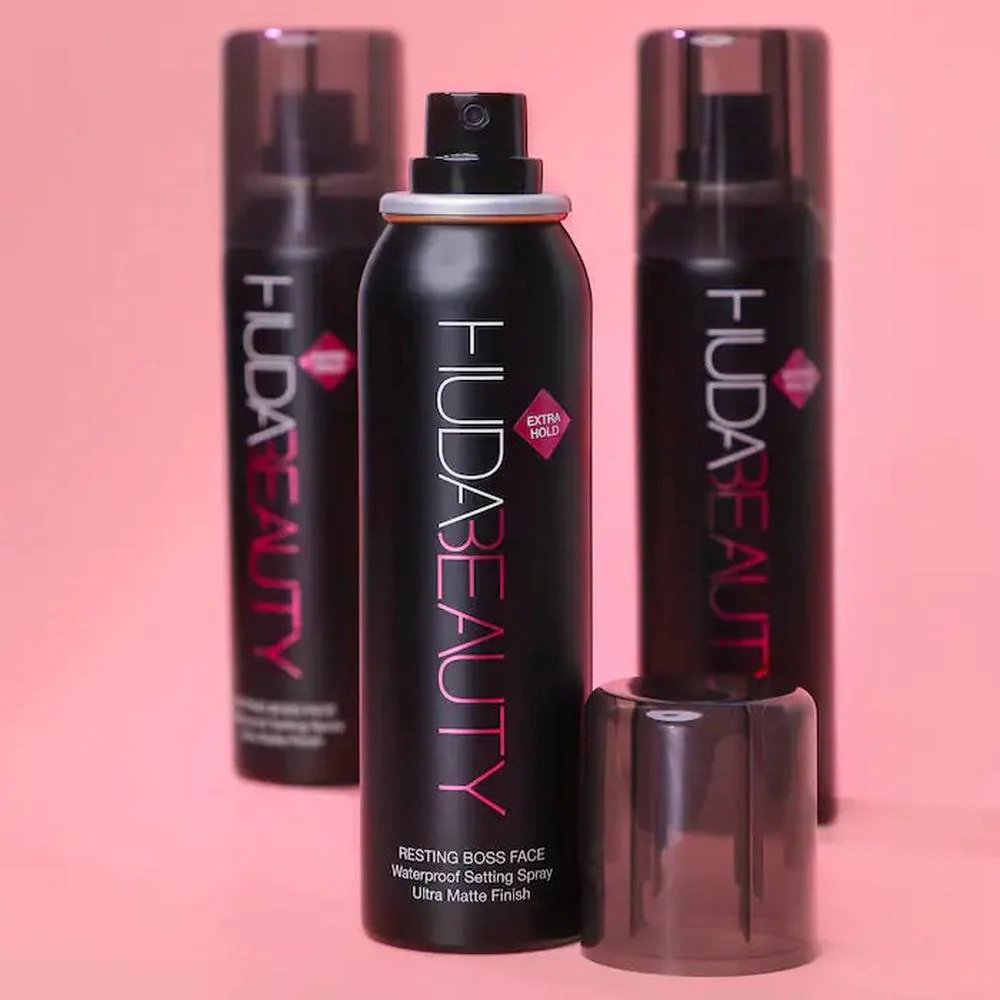 HUDABEAUTY
EXTRA
HOLD
RESTING BOSS FACE
Waterproof Setting Spray
Ultra Matte Finish
HUDABEAUTY
HUDABEAUTY